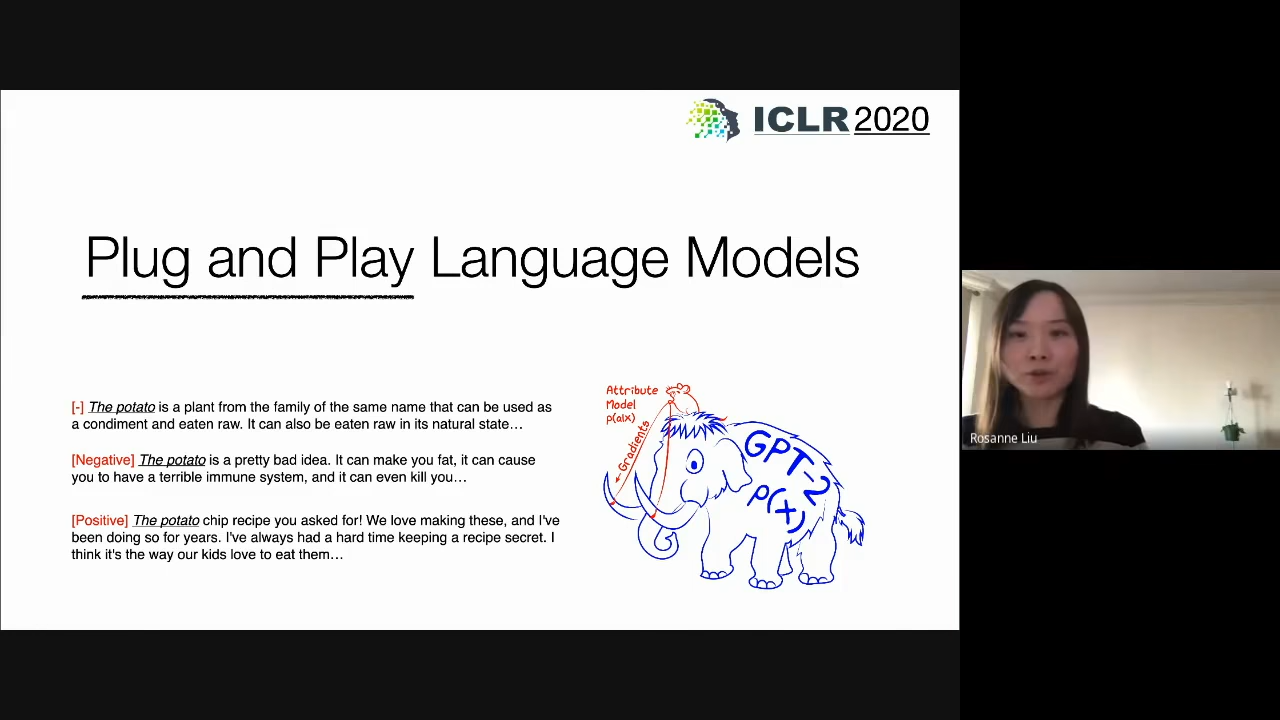 ICLR 2020
Plug and Play Language Models
[-] The potato is a plant from the family of the same name that can be used as
a condiment and eaten raw. It can also be eaten raw in its natural state…
[Negative] The potato is a pretty bad idea. It can make you fat, it can cause
you to have a terrible immune system, and it can even kill you…
[Positive] The potato chip recipe you asked for! We love making these, and I've
been doing so for years. I've always had a hard time keeping a recipe secret. I
think it's the way our kids love to eat them…
Attribute
Model
p(a|x)
Gradients
GPT-2
p(x)
Rosanne Liu